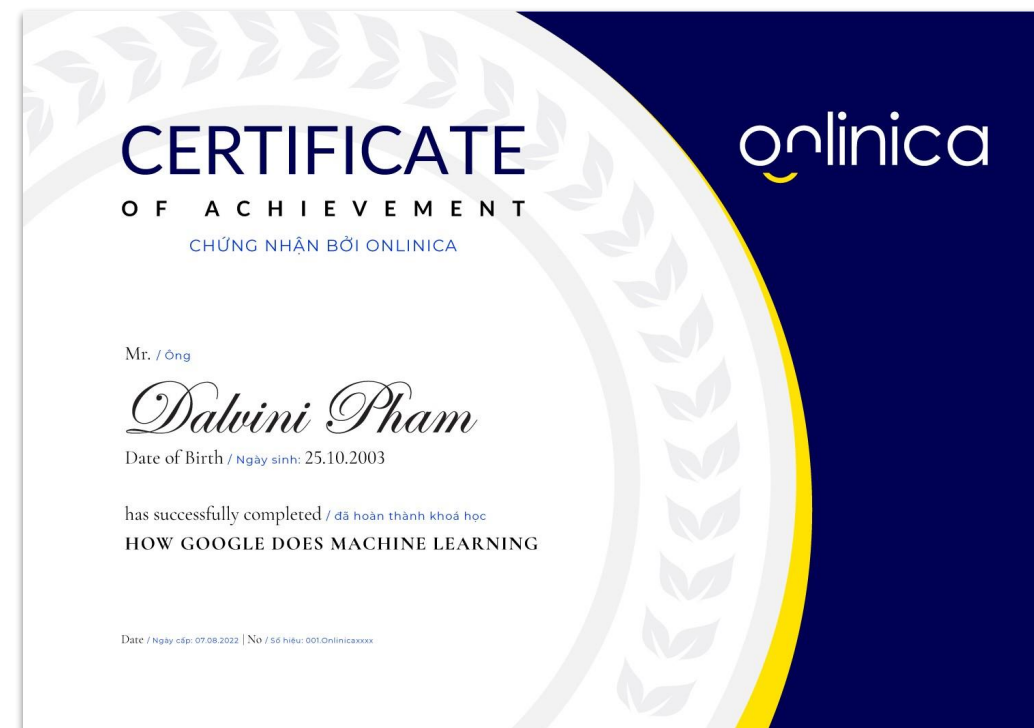 CERTIFICATE
OF ACHIEVEMENT
CHỨNG NHẬN BỞI ONLINICA
onlinica
Mr. / Ông
Dalvini Pham
Date of Birth / Ngày sinh: 25.10.2003
has successfully completed / đã hoàn thành khoá học
HOW GOOGLE DOES MACHINE LEARNING
Date / Ngày cấp: 07.08.2022 | No / Số hiệu: 001.Onlinicaxxxx